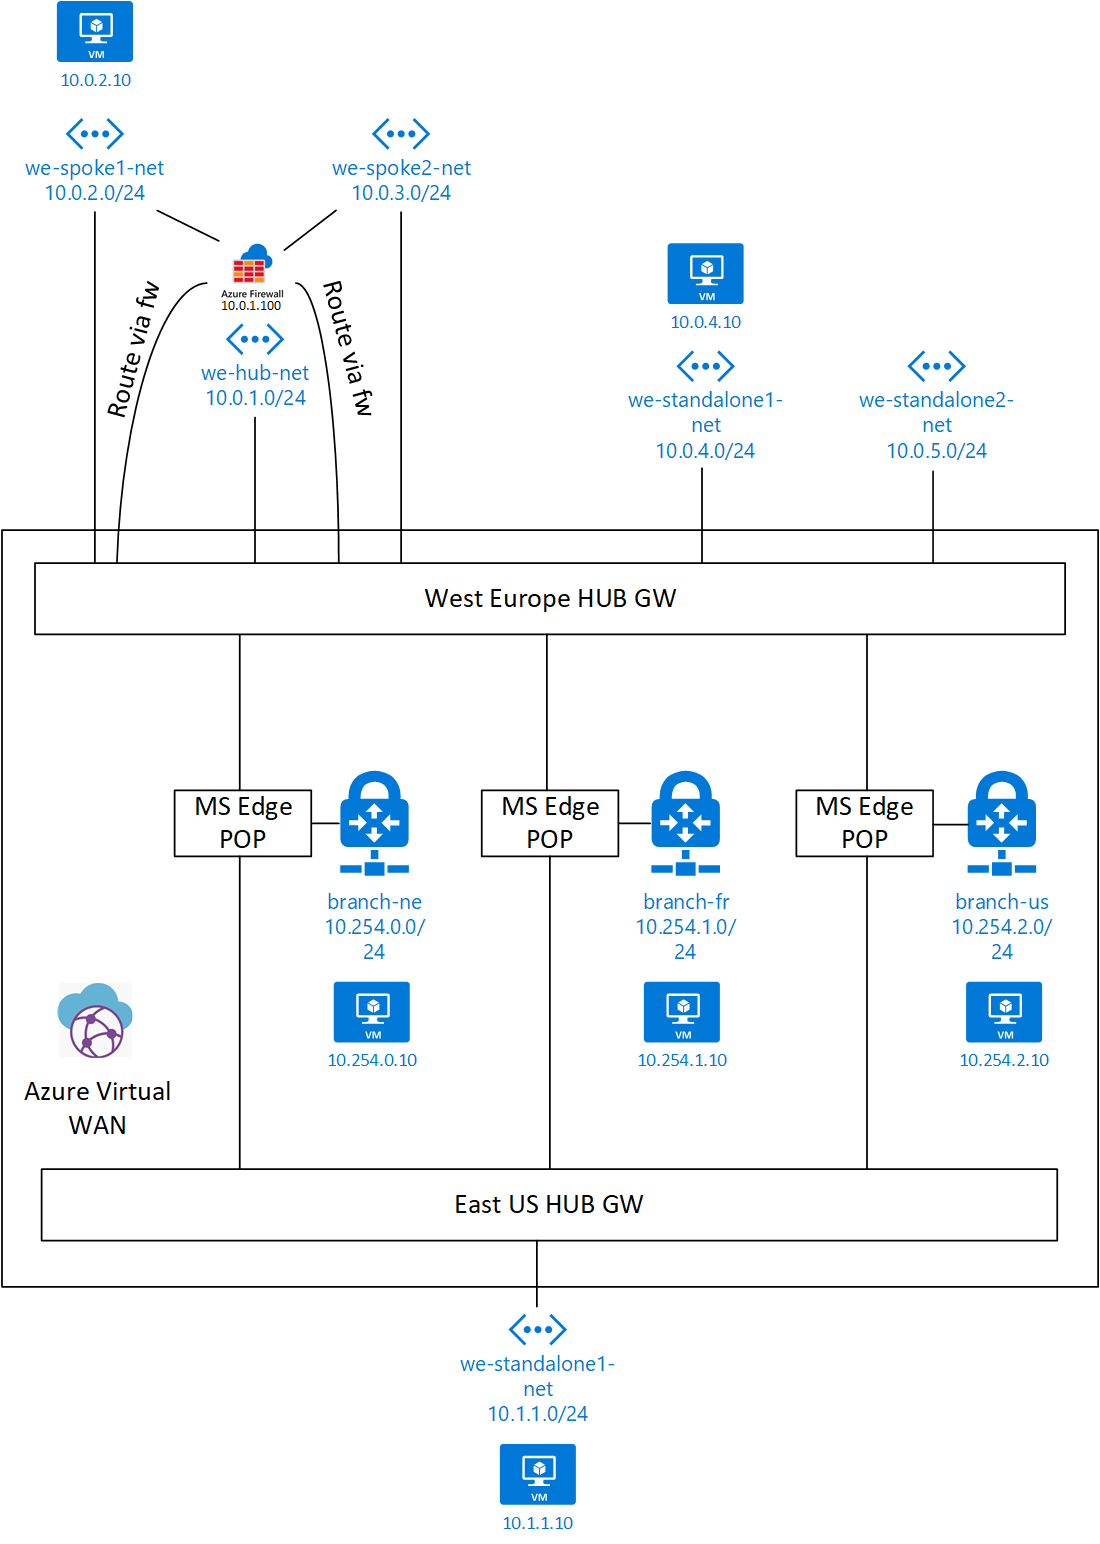 VM
10.0.2.10
we-spoke1-net
10.0.2.0/24
we-spoke2-net
10.0.3.0/24
Azure Firewall
10.0.1.100
Route via fw
Route via fw
we-hub-net
10.0.1.0/24
VM
10.0.4.10
we-standalone1-
net
10.0.4.0/24
we-standalone2-
net
10.0.5.0/24
West Europe HUB GW
MS Edge
POP
MS Edge
POP
MS Edge
POP
branch-ne
10.254.0.0/
24
VM
10.254.0.10
branch-fr
10.254.1.0/
24
VM
10.254.1.10
branch-us
10.254.2.0/
24
VM
10.254.2.10
Azure Virtual
WAN
East US HUB GW
we-standalone1-
net
10.1.1.0/24
VM
10.1.1.10